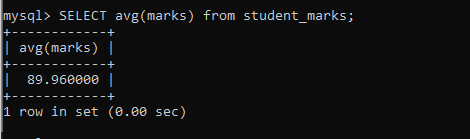 mysql> SELECT avg(marks) from student_marks;
+------------+
| avg(marks) |
+------------+
|  89.960000 |
+------------+
1 row in set (0.00 sec)